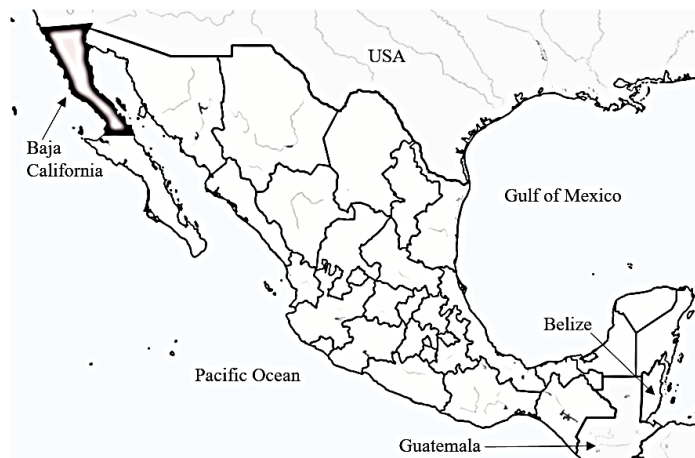 USA
Baja
California
Gulf of Mexico
Belize
Pacific Ocean
Guatemala